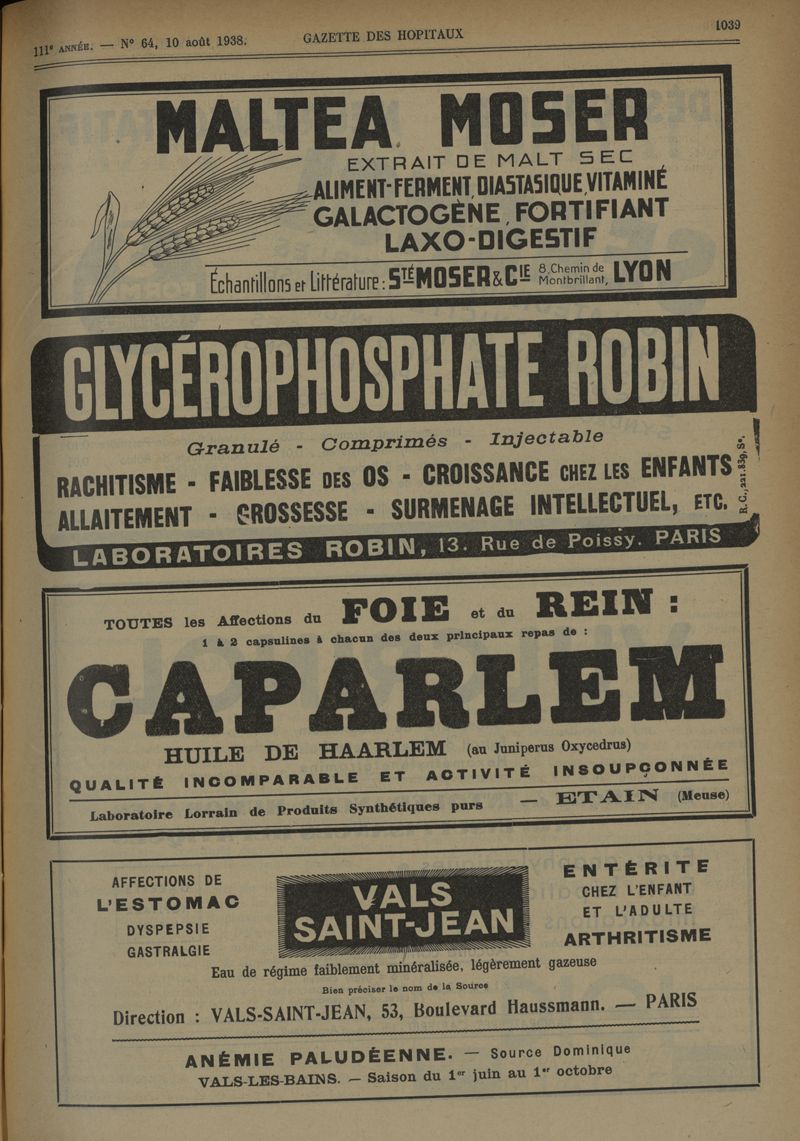 111e ANNÉE. — N° 64, 10 août 1938.
GAZETTE DES HOPITAUX
1039
MALTEA MOSER
EXTRAIT DE MALT SEC
ALIMENT-FERMENT, DIASTASIQUE, VITAMINÉ
GALACTOGÈNE, FORTIFIANT
LAXO-DIGESTIF
Échantillons et Littérature : STÉ MOSER & CIE 8, Chemin de Montbrillant, LYON
GLYCÉROPHOSPHATE ROBIN
Granulé - Comprimés - Injectable
RACHITISME - FAIBLESSE DES OS - CROISSANCE CHEZ LES ENFANTS
ALLAITEMENT - GROSSESSE - SURMENAGE INTELLECTUEL, ETC.
R. C., 221.839, Se.
LABORATOIRES ROBIN, 13. Rue de Poissy. PARIS
TOUTES les Affections du FOIE et du REIN :
1 à 2 capsulines à chacun des deux principaux repas de :
CAPARLEM
HUILE DE HAARLEM (au Juniperus Oxycedrus)
QUALITÉ INCOMPARABLE ET ACTIVITÉ INSOUPÇONNÉE
Laboratoire Lorrain de Produits Synthétiques purs — ETAIN (Meuse)
AFFECTIONS DE
L'ESTOMAC
DYSPEPSIE
GASTRALGIE
VALS
SAINT-JEAN
ENTÉRITE
CHEZ L'ENFANT
ET L'ADULTE
ARTHRITISME
Eau de régime faiblement minéralisée, légèrement gazeuse
Bien préciser le nom de la Source
Direction : VALS-SAINT-JEAN, 53, Boulevard Haussmann. — PARIS
ANÉMIE PALUDÉENNE. — Source Dominique
VALS-LES-BAINS. — Saison du 1er juin au 1er octobre